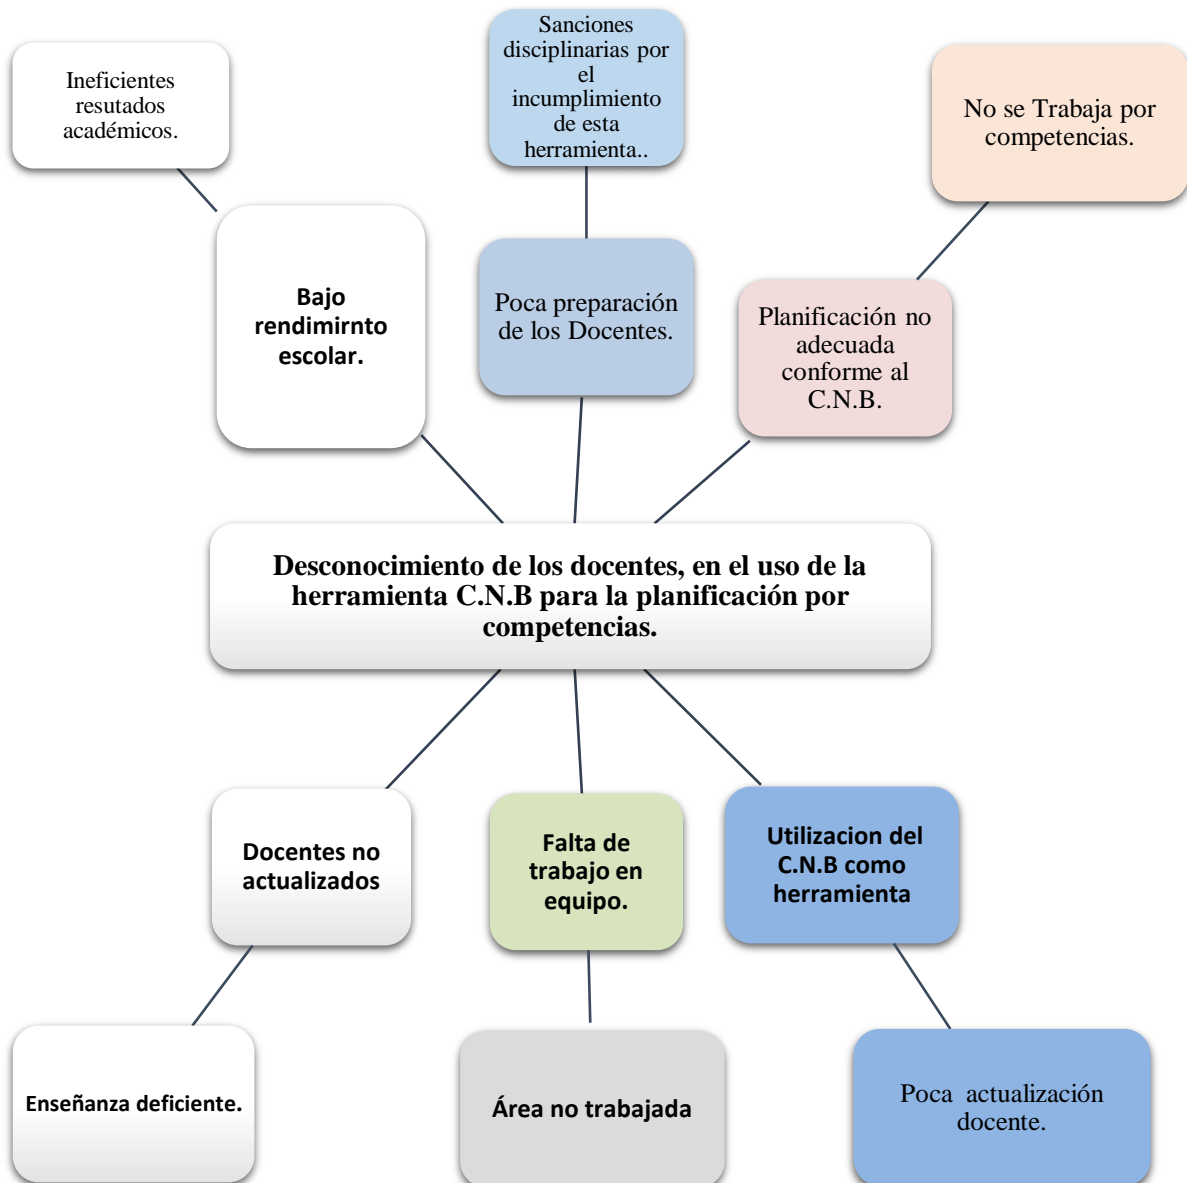 Sanciones
disciplinarias por
el
incumplimiento
de esta
herramienta..
Ineficientes
resutados
académicos.
No se Trabaja por
competencias.
Bajo
rendimirnto
escolar.
Poca preparación
de los Docentes.
Planificación no
adecuada
conforme al
C.N.B.
Desconocimiento de los docentes, en el uso de la
herramienta C.N.B para la planificación por
competencias.
Docentes no
actualizados
Falta de
trabajo en
equipo.
Utilizacion del
C.N.B como
herramienta
Enseñanza deficiente.
Área no trabajada
Poca  actualización
docente.